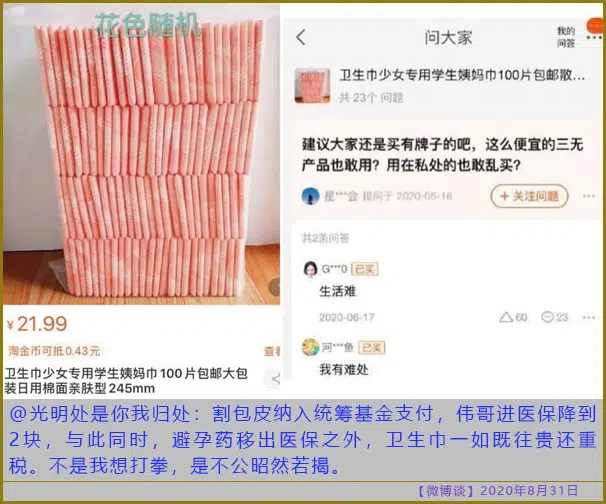 花色随机
¥21.99
淘金币可抵0.43元
查看
卫生巾少女专用学生姨妈巾100片包邮大包
装日用棉面亲肤型245mm
问大家
我的
问答
卫生巾少女专用学生姨妈巾100片包邮散…
共 23个 问题
建议大家还是买有牌子的吧，这么便宜的三无
产品也敢用？用在私处的也敢乱买？
是***会 提问于 2020-06-16
+ 关注问题
共2条问答
G***0 已买
生活难
2020-06-17
60
23
河***鱼 已买
我有难处
@光明处是你我归处：割包皮纳入统筹基金支付，伟哥进医保降到
2块，与此同时，避孕药移出医保之外，卫生巾一如既往贵还重
税。不是我想打拳，是不公昭然若揭。
【微博谈】2020年8月31日